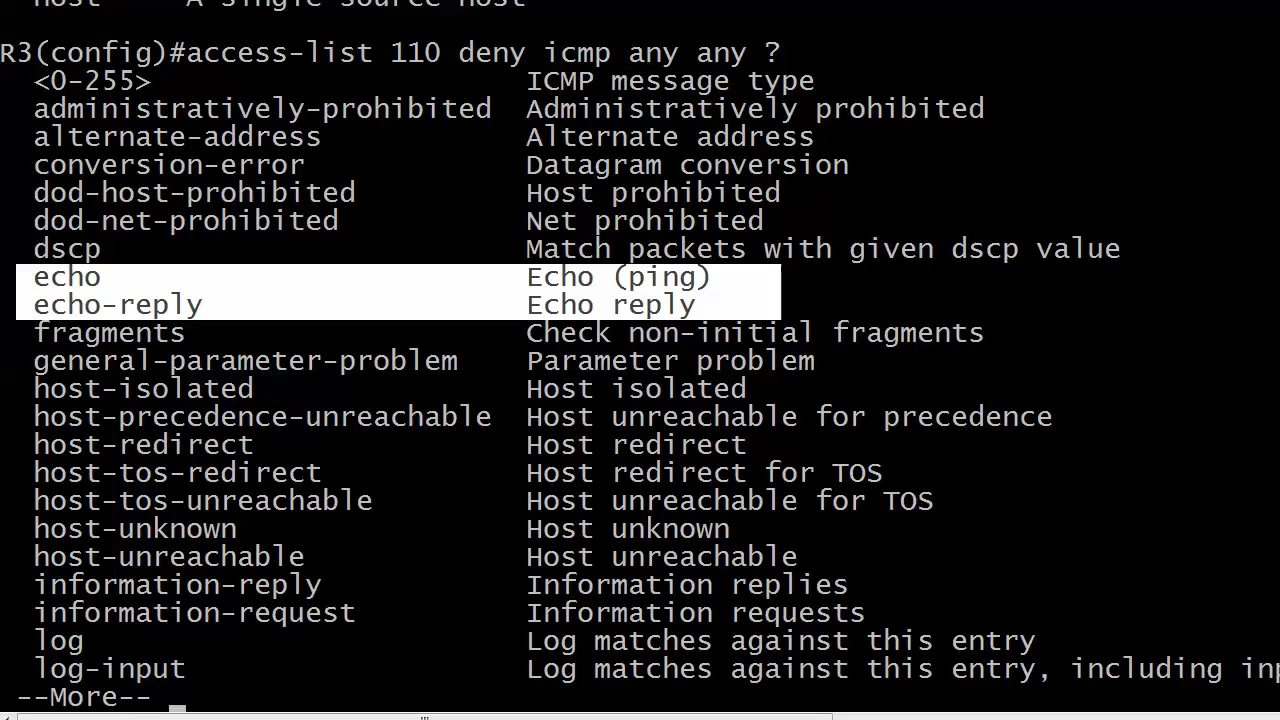 host     A single source host
R3(config)#access-list 110 deny icmp any any ?
<0-255> ICMP message type
administratively-prohibited Administratively prohibited
alternate-address Alternate address
conversion-error Datagram conversion
dod-host-prohibited Host prohibited
dod-net-prohibited Net prohibited
dscp Match packets with given dscp value
echo Echo (ping)
echo-reply Echo reply
fragments Check non-initial fragments
general-parameter-problem Parameter problem
host-isolated Host isolated
host-precedence-unreachable Host unreachable for precedence
host-redirect Host redirect
host-tos-redirect Host redirect for TOS
host-tos-unreachable Host unreachable for TOS
host-unknown Host unknown
host-unreachable Host unreachable
information-reply Information replies
information-request Information requests
log Log matches against this entry
log-input Log matches against this entry, including inp
--More--